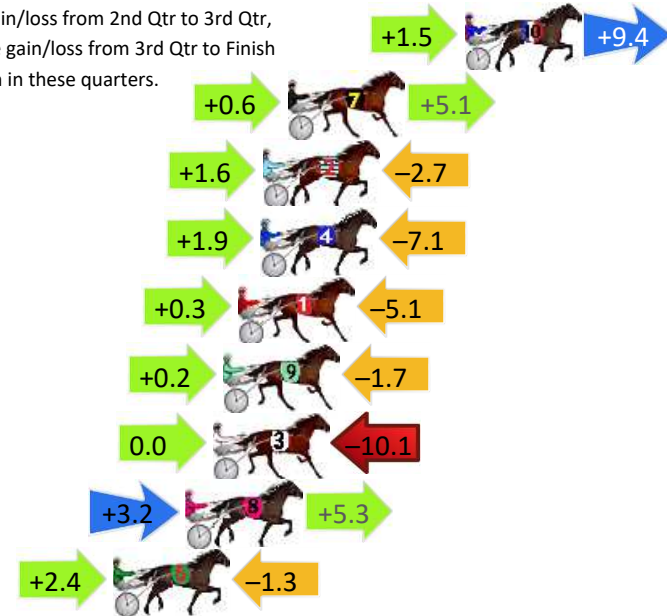 in/loss from 2nd Qtr to 3rd Qtr,
gain/loss from 3rd Qtr to Finish
in these quarters.
+1.5 10 +9.4
+0.6 7 +5.1
+1.6 –2.7
+1.9 4 –7.1
+0.3 1 –5.1
+0.2 9 –1.7
0.0 3 –10.1
+3.2 8 +5.3
+2.4 –1.3